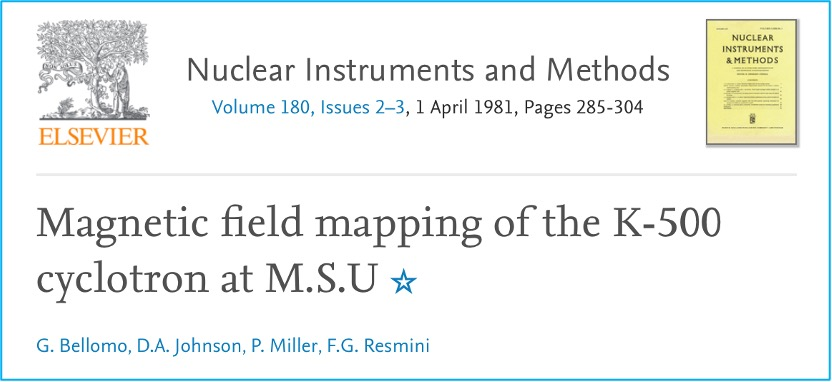 ELSEVIER
Nuclear Instruments and Methods
Volume 180, Issues 2–3, 1 April 1981, Pages 285-304
NUCLEAR
INSTRUMENTS
& METHODS
Magnetic field mapping of the K-500
cyclotron at M.S.U
G. Bellomo, D.A. Johnson, P. Miller, F.G. Resmini